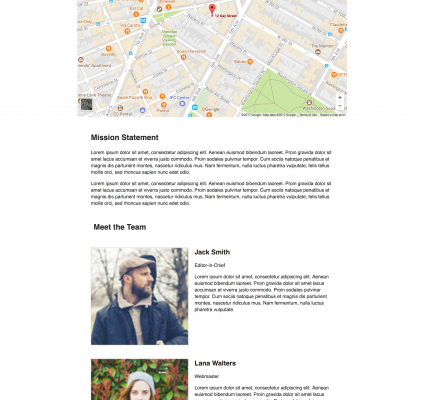 12 Gay Street
Mission Statement
Lorem ipsum dolor sit amet, consectetur adipiscing elit. Aenean euismod bibendum laoreet. Proin gravida dolor sit
amet lacus accumsan et viverra justo commodo. Proin sodales pulvinar tempor. Cum sociis natoque penatibus et
magnis dis parturient montes, nascetur ridiculus mus. Nam fermentum, nulla luctus pharetra vulputate, felis tellus
mollis orci, sed rhoncus sapien nunc eget odio.
Lorem ipsum dolor sit amet, consectetur adipiscing elit. Aenean euismod bibendum laoreet. Proin gravida dolor sit
amet lacus accumsan et viverra justo commodo. Proin sodales pulvinar tempor. Cum sociis natoque penatibus et
magnis dis parturient montes, nascetur ridiculus mus. Nam fermentum, nulla luctus pharetra vulputate, felis tellus
mollis orci, sed rhoncus sapien nunc eget odio.
Meet the Team
Jack Smith
Editor-in-Chief
Lorem ipsum dolor sit amet, consectetur adipiscing elit. Aenean
euismod bibendum laoreet. Proin gravida dolor sit amet lacus
accumsan et viverra justo commodo. Proin sodales pulvinar
tempor. Cum sociis natoque penatibus et magnis dis parturient
montes, nascetur ridiculus mus. Nam fermentum, nulla luctus
pharetra vulputate.
Lana Walters
Webmaster
Lorem ipsum dolor sit amet, consectetur adipiscing elit. Aenean
euismod bibendum laoreet. Proin gravida dolor sit amet lacus